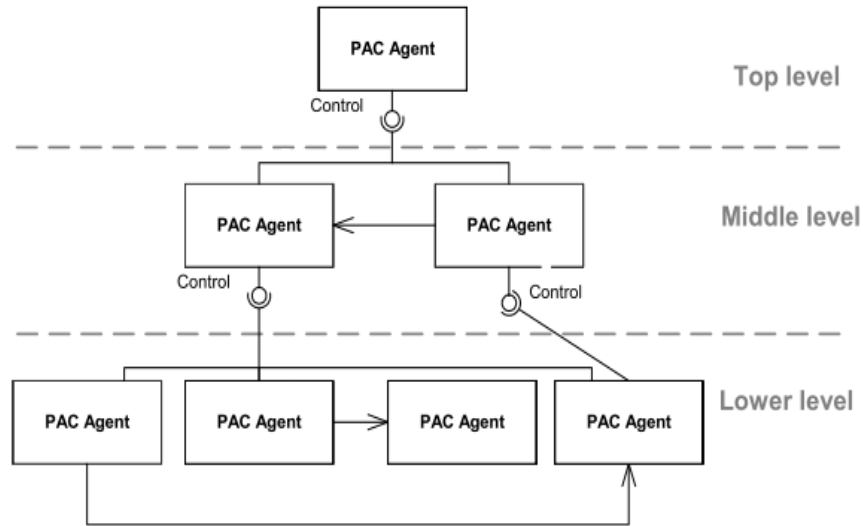 PAC Agent
Top level
Control
PAC Agent
PAC Agent
Middle level
Control
Control
PAC Agent
PAC Agent
PAC Agent
PAC Agent
Lower level